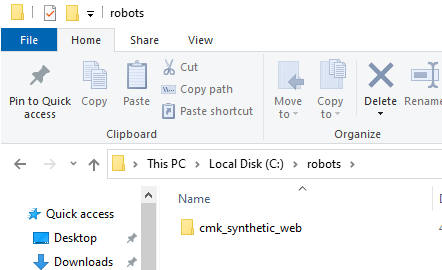 robots
File Home Share View
Pin to Quick access
Copy
Paste
Cut
Copy path
Paste shortcut
Move to
Copy to
Delete
Rename
Clipboard
Organize
This PC > Local Disk (C:) > robots >
Quick access
Desktop
Downloads
Name
cmk_synthetic_web